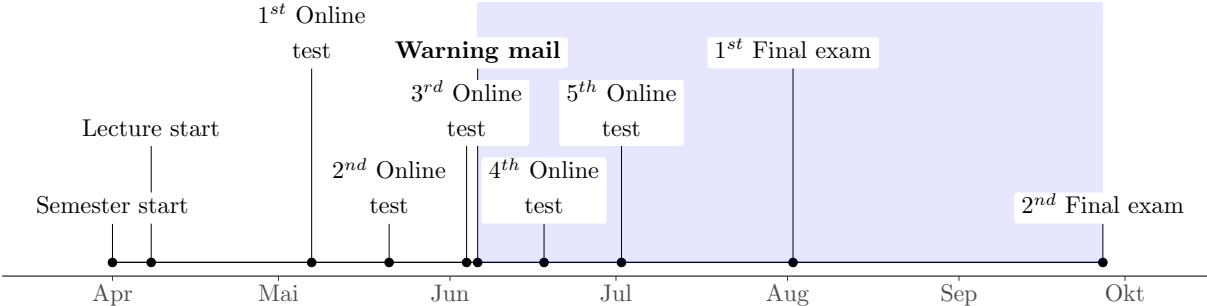 1st Online
test
Warning mail
1st Final exam
3rd Online
test
5th Online
test
Lecture start
2nd Online
test
4th Online
test
Semester start
2nd Final exam
Apr Mai Jun Jul Aug Sep Okt